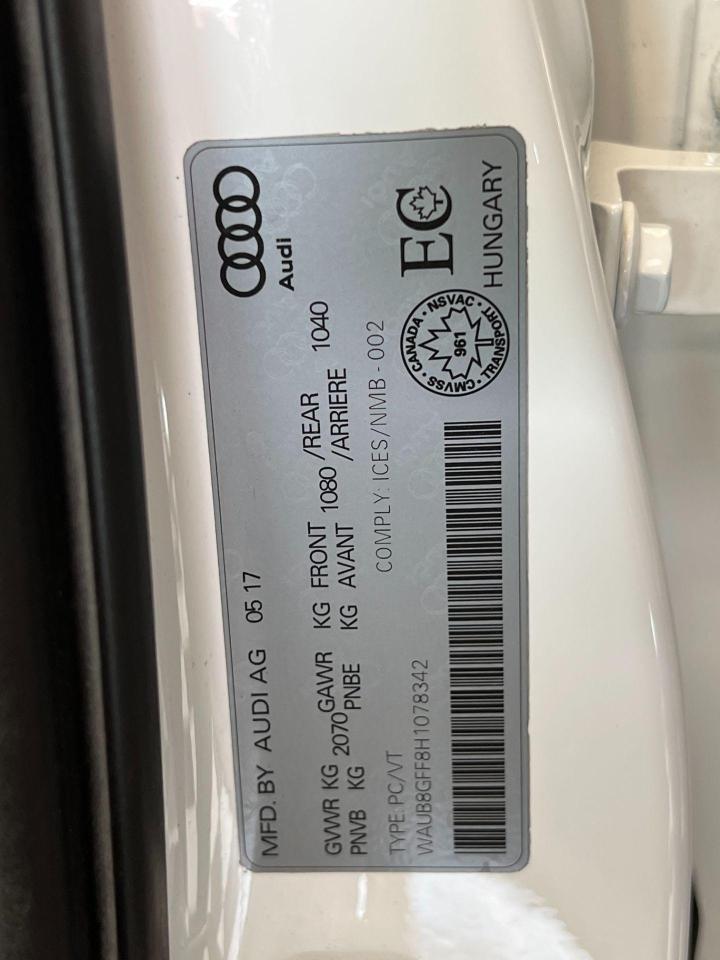 Audi
MFD. BY AUDI AG 05 17
GVWR KG 2070 GAWR KG FRONT 1080 /REAR 1040
PNVB KG PNBE KG AVANT /ARRIERE
TYPE: PC/VT COMPLY: ICES/NMB - 002
WAUB8GFF8H1078342
CMVSS · CANADA · NSVAC · TRANSPORT ·
961
EC
T
HUNGARY